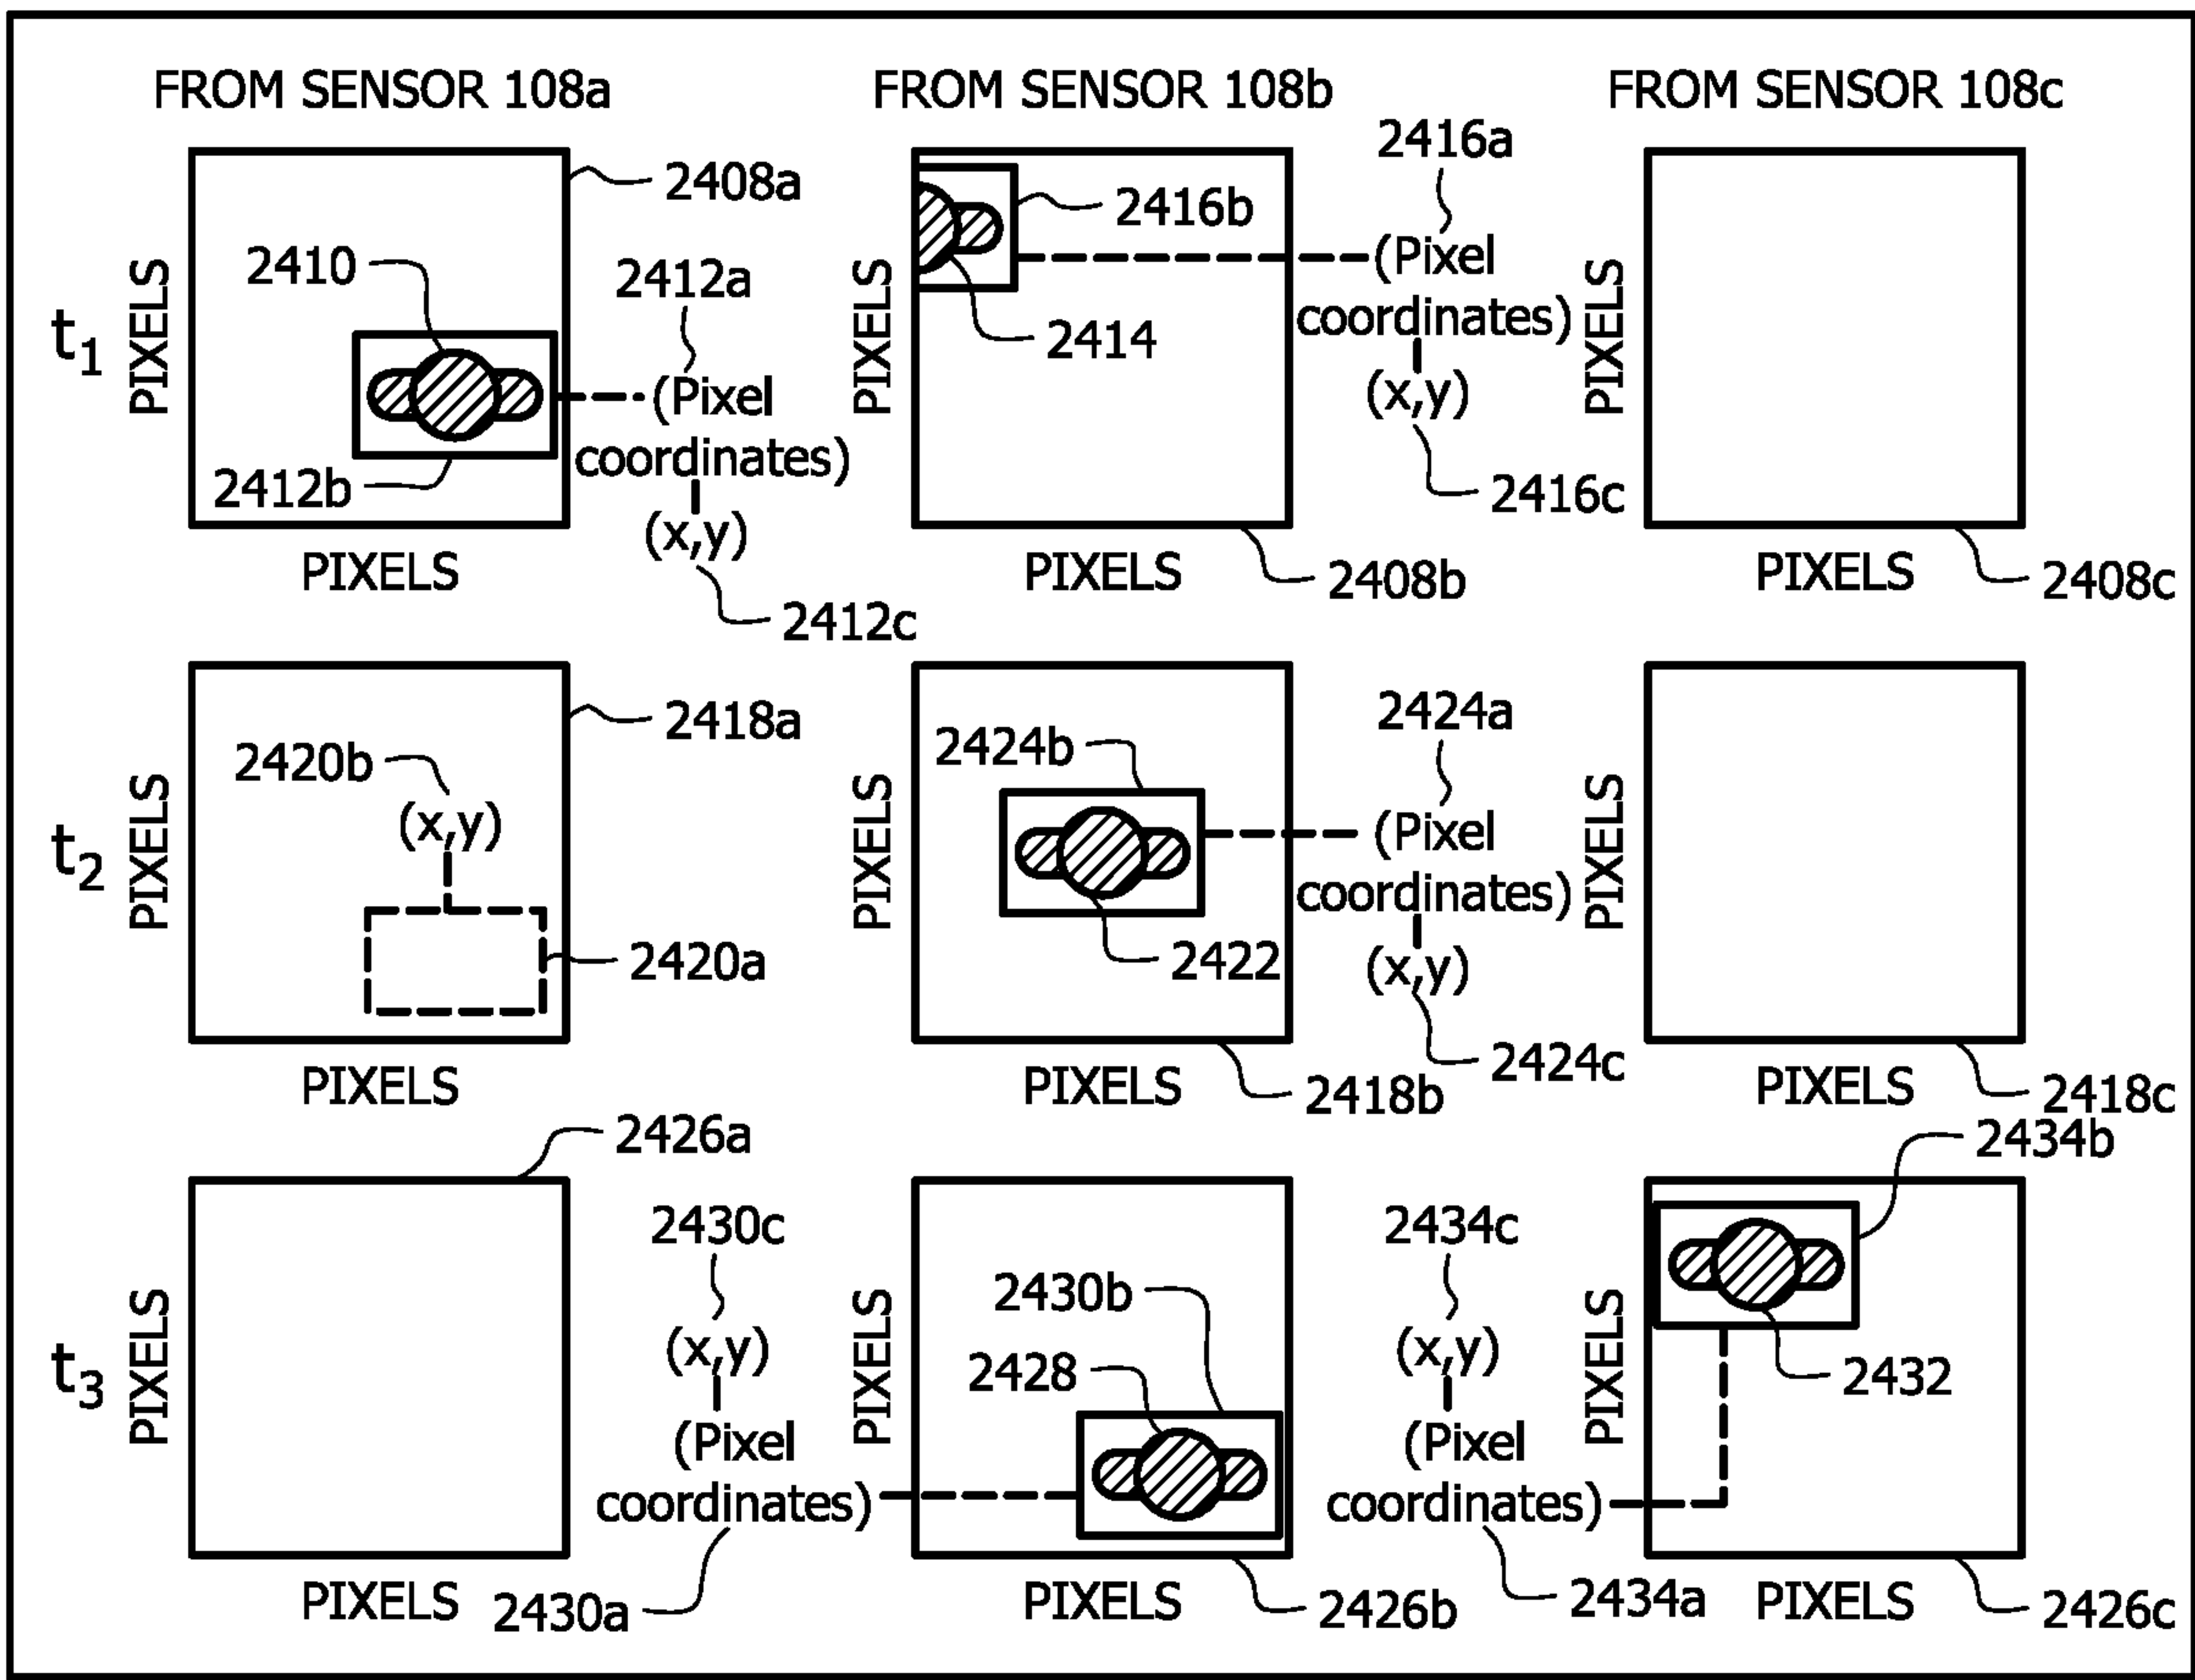 FROM SENSOR 108a
FROM SENSOR 108b
FROM SENSOR 108c
t1
PIXELS
2408a
2410
2412a
(Pixel
coordinates)
(x,y)
2412b
2412c
PIXELS
PIXELS
2416a
2416b
(Pixel
coordinates)
(x,y)
2414
2416c
PIXELS
2408b
PIXELS
PIXELS
2408c
t2
PIXELS
2418a
2420b
(x,y)
2420a
PIXELS
PIXELS
2424a
2424b
(Pixel
coordinates)
(x,y)
2422
2424c
PIXELS
2418b
PIXELS
PIXELS
2418c
t3
PIXELS
2426a
PIXELS
2430c
(x,y)
(Pixel
coordinates)
2430a
PIXELS
2430b
2428
PIXELS
2426b
2434c
(x,y)
(Pixel
coordinates)
2434a
PIXELS
2434b
2432
PIXELS
2426c